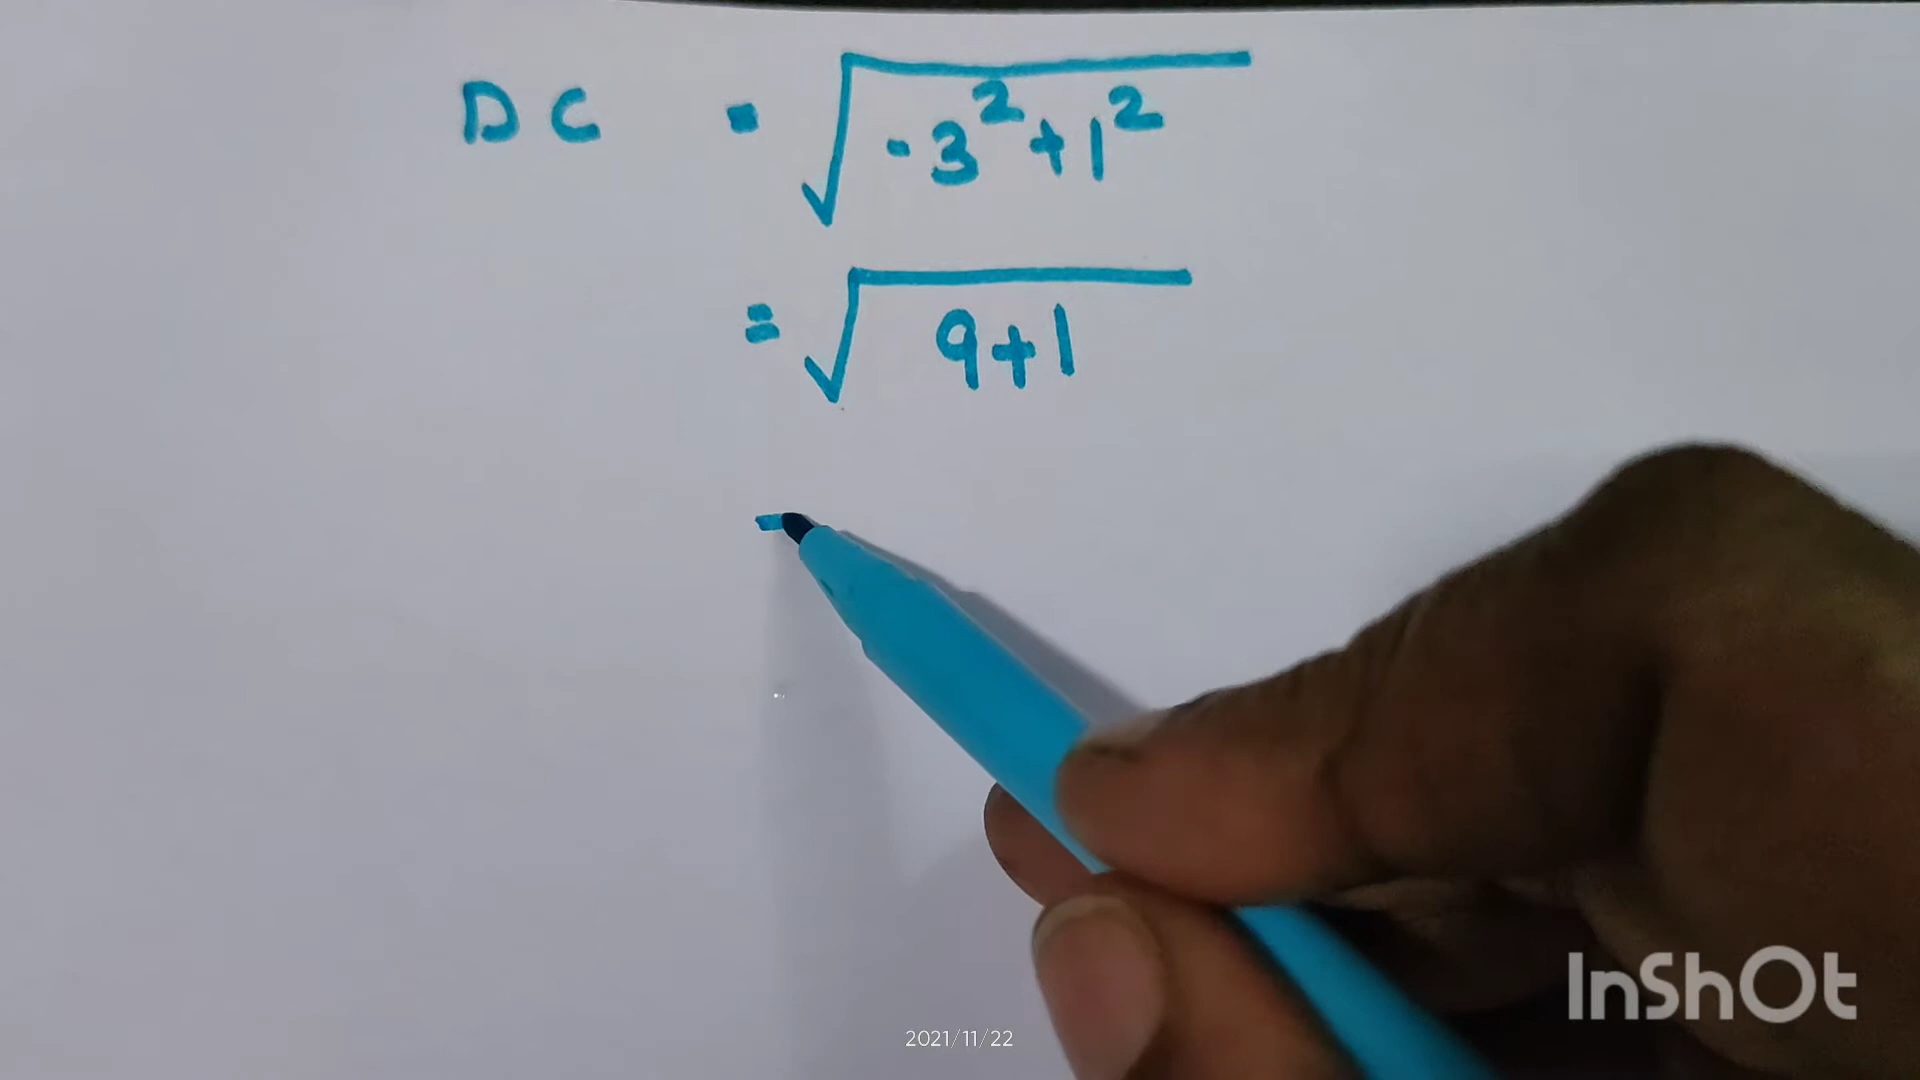 DC = √-3²+1²
= √9+1
InShOt
2021/11/22